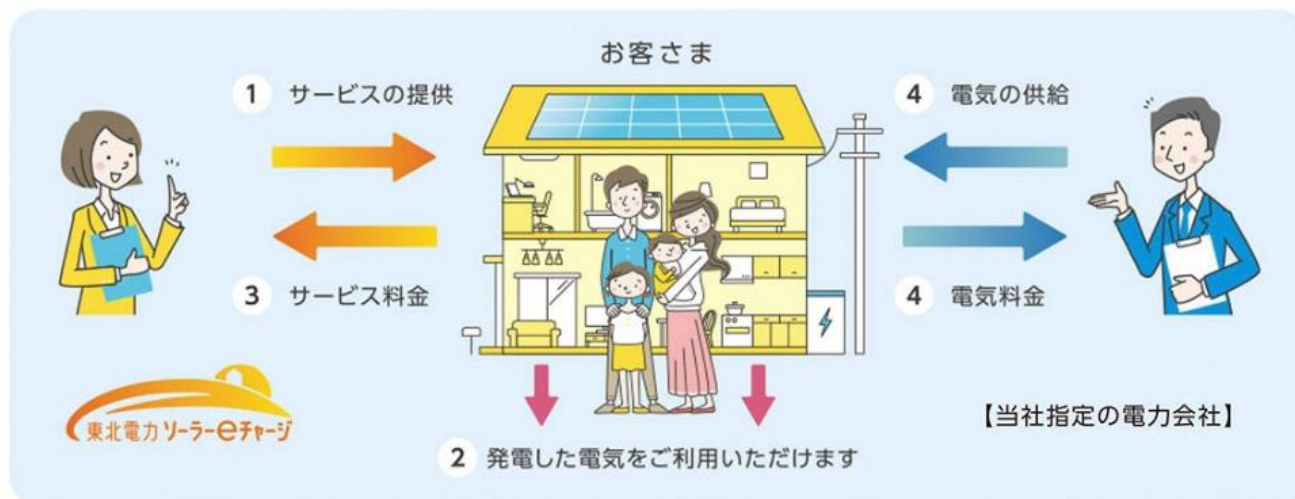 お客さま
1 サービスの提供
4 電気の供給
3 サービス料金
4 電気料金
東北電力 ソーラーeチャージ
【当社指定の電力会社】
2 発電した電気をご利用いただけます